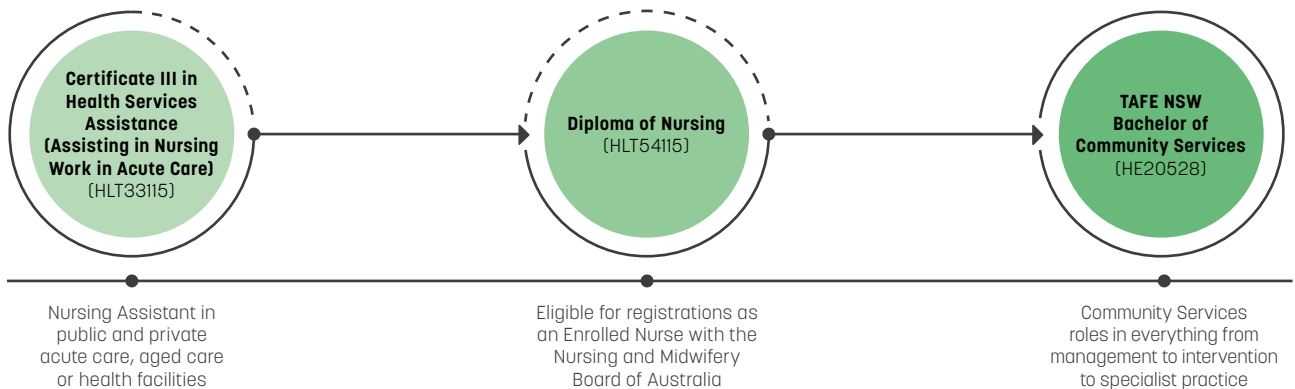 Certificate III in
Health Services
Assistance
(Assisting in Nursing
Work in Acute Care)
(HLT33115)
Diploma of Nursing
(HLT54115)
TAFE NSW
Bachelor of
Community Services
(HE20528)
Nursing Assistant in
public and private
acute care, aged care
or health facilities
Eligible for registrations as
an Enrolled Nurse with the
Nursing and Midwifery
Board of Australia
Community Services
roles in everything from
management to intervention
to specialist practice